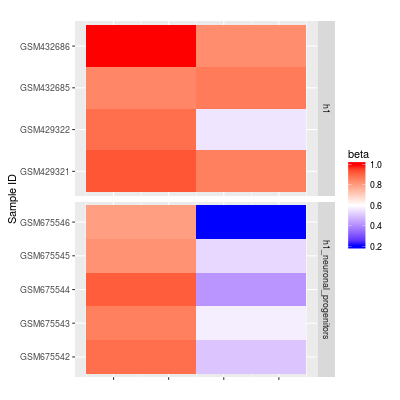 GSM432686
GSM432685
GSM429322
GSM429321
h1
GSM675546
GSM675545
GSM675544
GSM675543
GSM675542
h1_neuronal_progenitors
Sample ID
beta
1.0
0.8
0.6
0.4
0.2